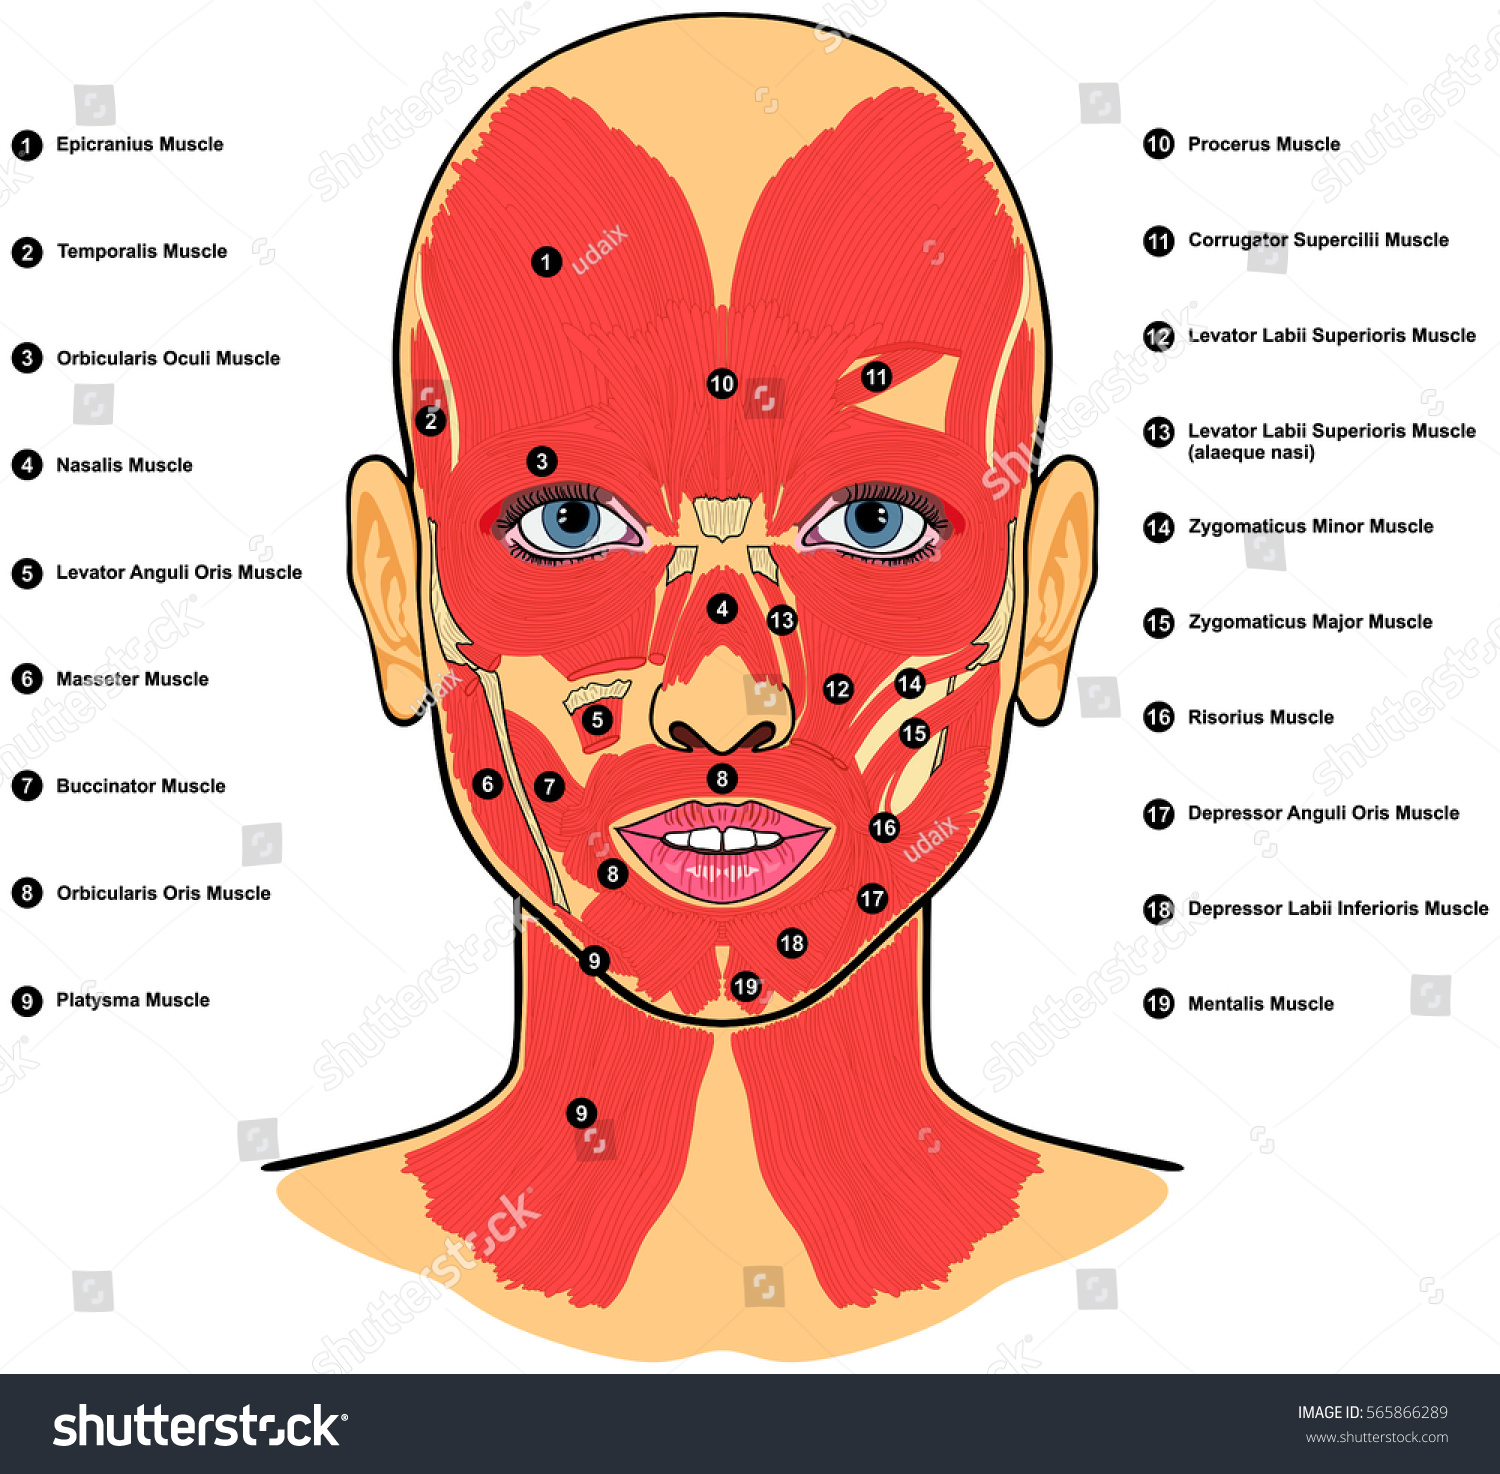 1 Epicranius Muscle
2 Temporalis Muscle
3 Orbicularis Oculi Muscle
4 Nasalis Muscle
5 Levator Anguli Oris Muscle
6 Masseter Muscle
7 Buccinator Muscle
8 Orbicularis Oris Muscle
9 Platysma Muscle
10 Procerus Muscle
11 Corrugator Supercilii Muscle
12 Levator Labii Superioris Muscle
13 Levator Labii Superioris Muscle
(alaeque nasi)
14 Zygomaticus Minor Muscle
15 Zygomaticus Major Muscle
16 Risorius Muscle
17 Depressor Anguli Oris Muscle
18 Depressor Labii Inferioris Muscle
19 Mentalis Muscle
1
10
11
2
3
4
13
12
14
5
15
6
7
8
16
8
17
18
9
19
9
shutterstock
shutterstock
shutterstock
shutterstock
shutterstock
shutterstock
shutterstock
shutterstock
shutterstock
udaix
udaix
udaix
shutterstock
IMAGE ID: 565866289
www.shutterstock.com